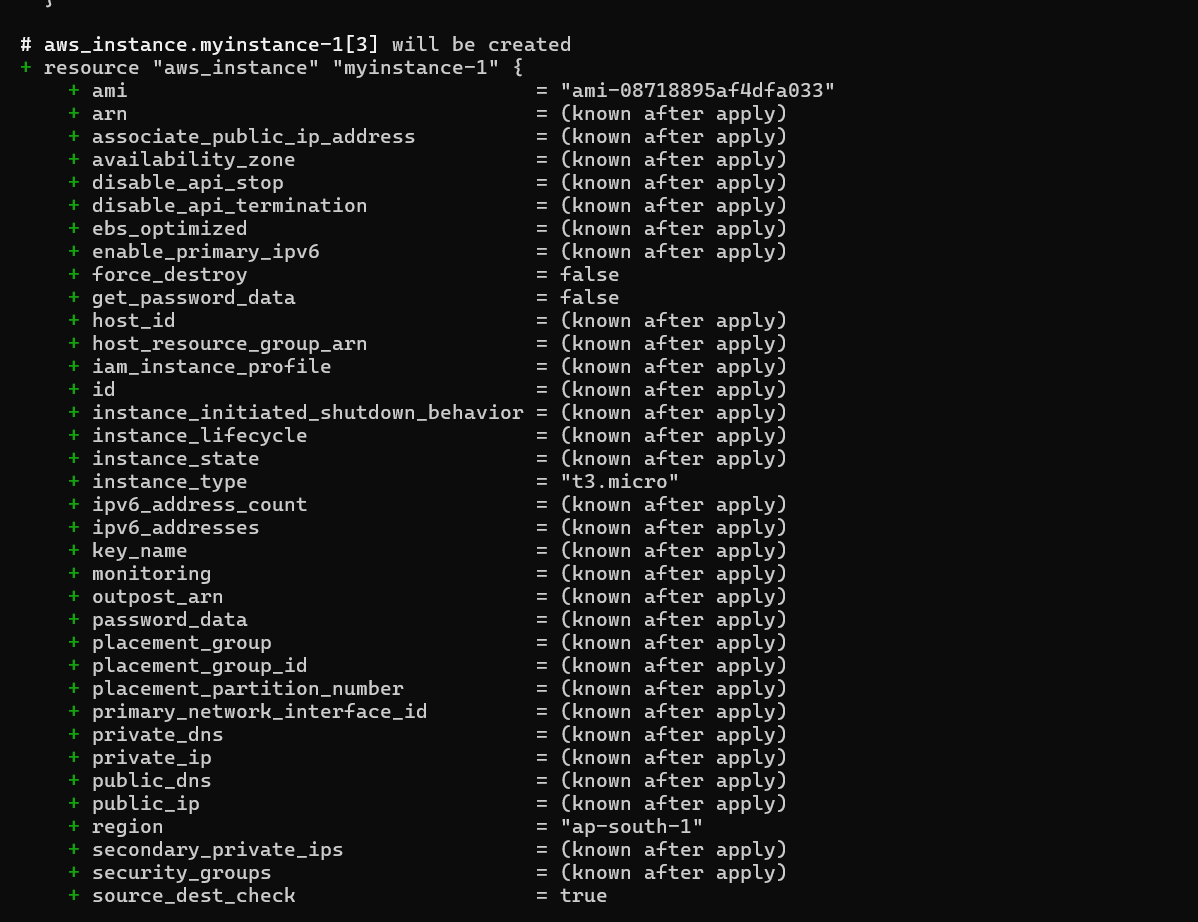 }
# aws_instance.myinstance-1[3] will be created
+ resource "aws_instance" "myinstance-1" {
    + ami                                  = "ami-08718895af4dfa033"
    + arn                                  = (known after apply)
    + associate_public_ip_address          = (known after apply)
    + availability_zone                    = (known after apply)
    + disable_api_stop                     = (known after apply)
    + disable_api_termination              = (known after apply)
    + ebs_optimized                        = (known after apply)
    + enable_primary_ipv6                  = (known after apply)
    + force_destroy                        = false
    + get_password_data                    = false
    + host_id                              = (known after apply)
    + host_resource_group_arn              = (known after apply)
    + iam_instance_profile                 = (known after apply)
    + id                                   = (known after apply)
    + instance_initiated_shutdown_behavior = (known after apply)
    + instance_lifecycle                   = (known after apply)
    + instance_state                       = (known after apply)
    + instance_type                        = "t3.micro"
    + ipv6_address_count                   = (known after apply)
    + ipv6_addresses                       = (known after apply)
    + key_name                             = (known after apply)
    + monitoring                           = (known after apply)
    + outpost_arn                          = (known after apply)
    + password_data                        = (known after apply)
    + placement_group                      = (known after apply)
    + placement_group_id                   = (known after apply)
    + placement_partition_number           = (known after apply)
    + primary_network_interface_id         = (known after apply)
    + private_dns                          = (known after apply)
    + private_ip                           = (known after apply)
    + public_dns                           = (known after apply)
    + public_ip                            = (known after apply)
    + region                               = "ap-south-1"
    + secondary_private_ips                = (known after apply)
    + security_groups                      = (known after apply)
    + source_dest_check                    = true